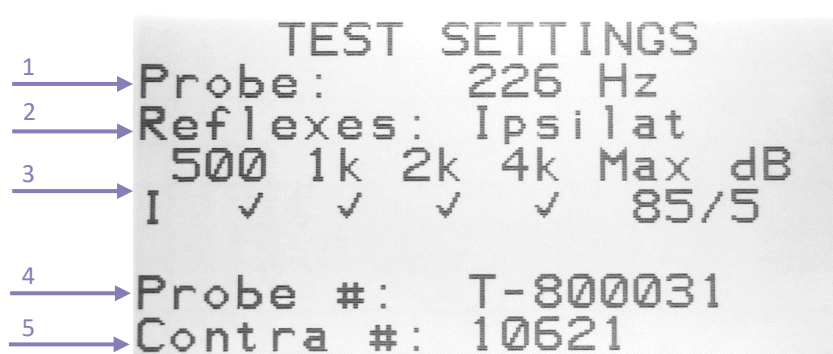 TEST SETTINGS
1 Probe: 226 Hz
2 Reflexes: Ipsilat
500 1k 2k 4k Max dB
3
I ✓ ✓ ✓ ✓ 85/5
4 Probe #: T-800031
5 Contra #: 10621